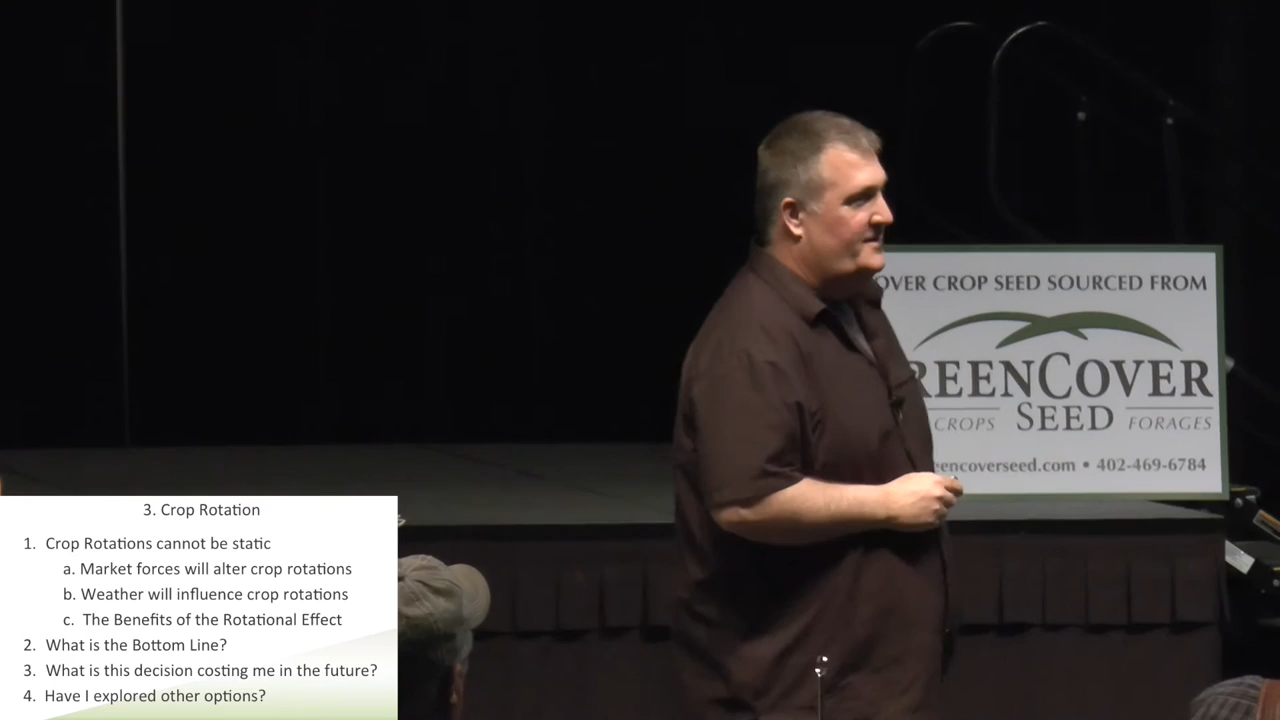 OVER CROP SEED SOURCED FROM
REENCOVER
CROPS SEED FORAGES
eencoverseed.com • 402-469-6784
3. Crop Rotation
1. Crop Rotations cannot be static
a. Market forces will alter crop rotations
b. Weather will influence crop rotations
c. The Benefits of the Rotational Effect
2. What is the Bottom Line?
3. What is this decision costing me in the future?
4. Have I explored other options?